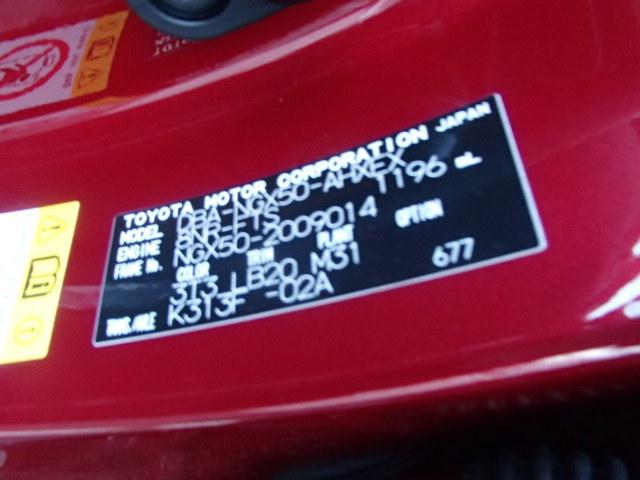 TOYOTA MOTOR CORPORATION JAPAN
MODEL DBA-NGX50-AHXEX
ENGINE 8NR-FTS 1196 mL
FRAME No. NGX50-2009014
COLOR TRIM PLANT OPTION
3T3 LB20 M31
TRANS./AXLE K313F -02A 677